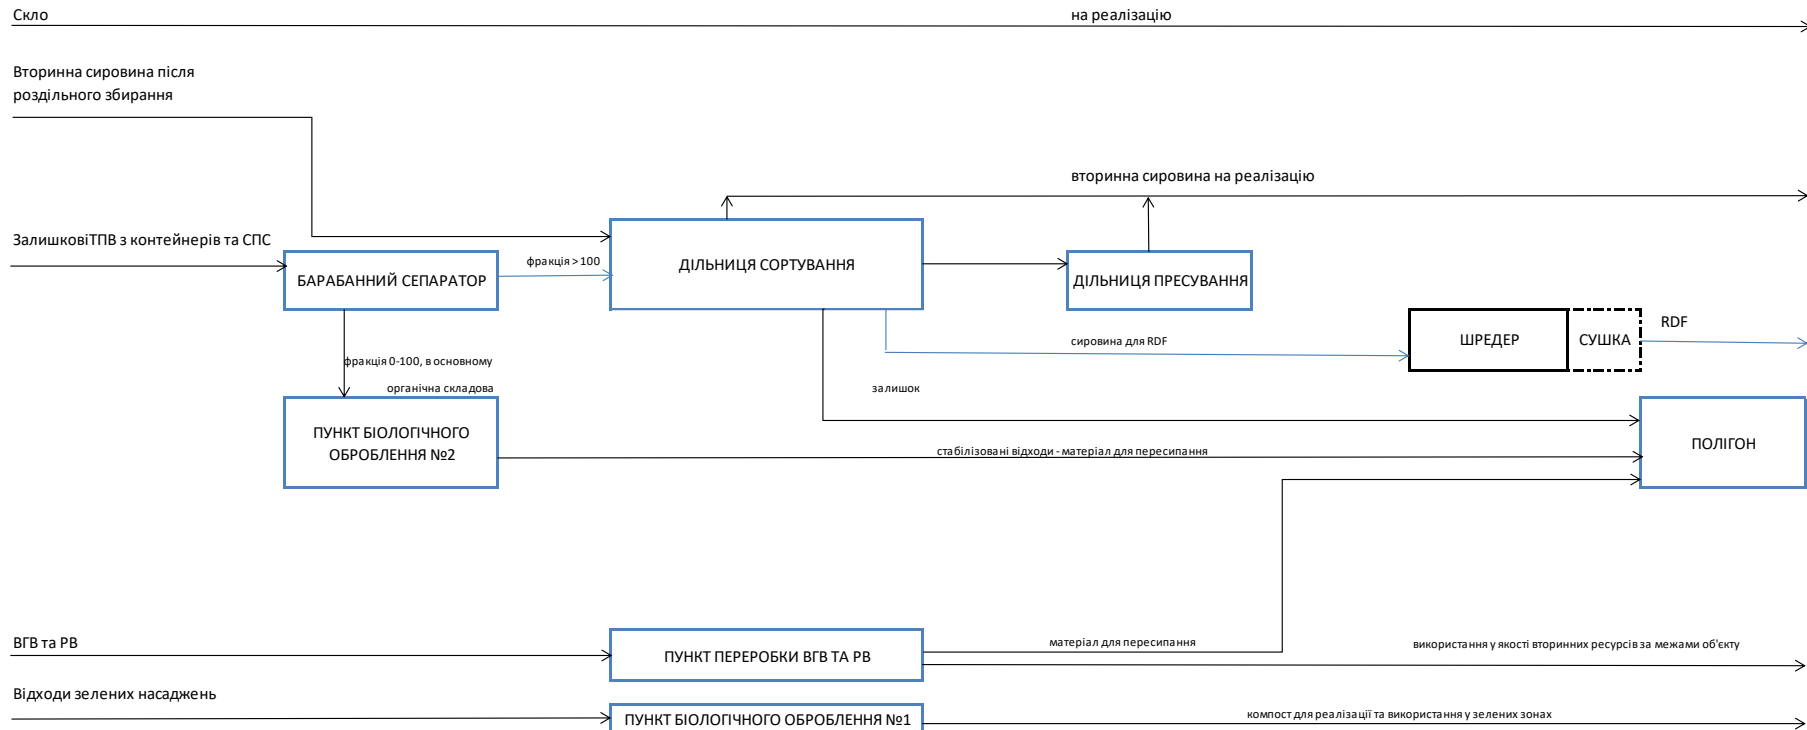 Скло
на реалізацію
Вторинна сировина після
роздільного збирання
вторинна сировина на реалізацію
ЗалишковіТПВ з контейнерів та СПС
БАРАБАННИЙ СЕПАРАТОР
фракція > 100
ДІЛЬНИЦЯ СОРТУВАННЯ
ДІЛЬНИЦЯ ПРЕСУВАННЯ
сировина для RDF
ШРЕДЕР
СУШКА
RDF
фракція 0-100, в основному
органічна складова
залишок
ПУНКТ БІОЛОГІЧНОГО
ОБРОБЛЕННЯ №2
стабілізовані відходи - матеріал для пересипання
ПОЛІГОН
ВГВ та РВ
ПУНКТ ПЕРЕРОБКИ ВГВ ТА РВ
матеріал для пересипання
використання у якості вторинних ресурсів за межами об'єкту
Відходи зелених насаджень
ПУНКТ БІОЛОГІЧНОГО ОБРОБЛЕННЯ №1
компост для реалізації та використання у зелених зонах